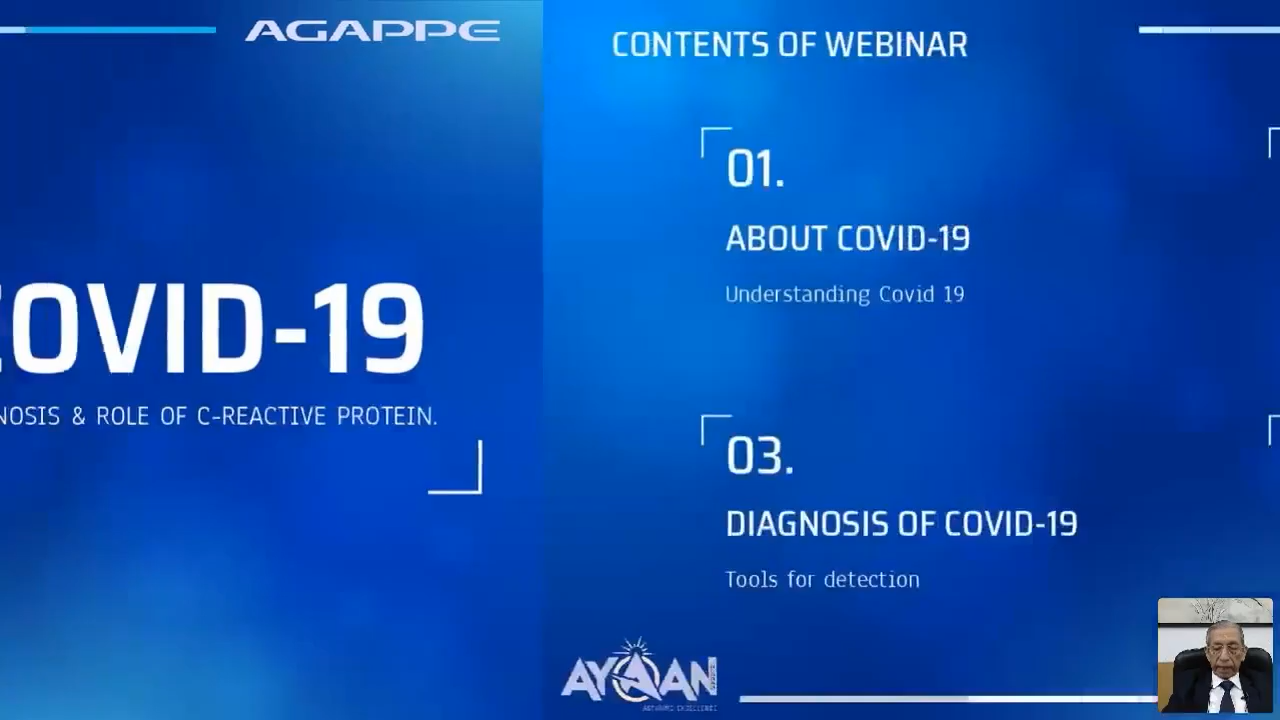 AGAPPE
COVID-19
NOSIS & ROLE OF C-REACTIVE PROTEIN.
CONTENTS OF WEBINAR
01.
ABOUT COVID-19
Understanding Covid 19
03.
DIAGNOSIS OF COVID-19
Tools for detection
AYAAN